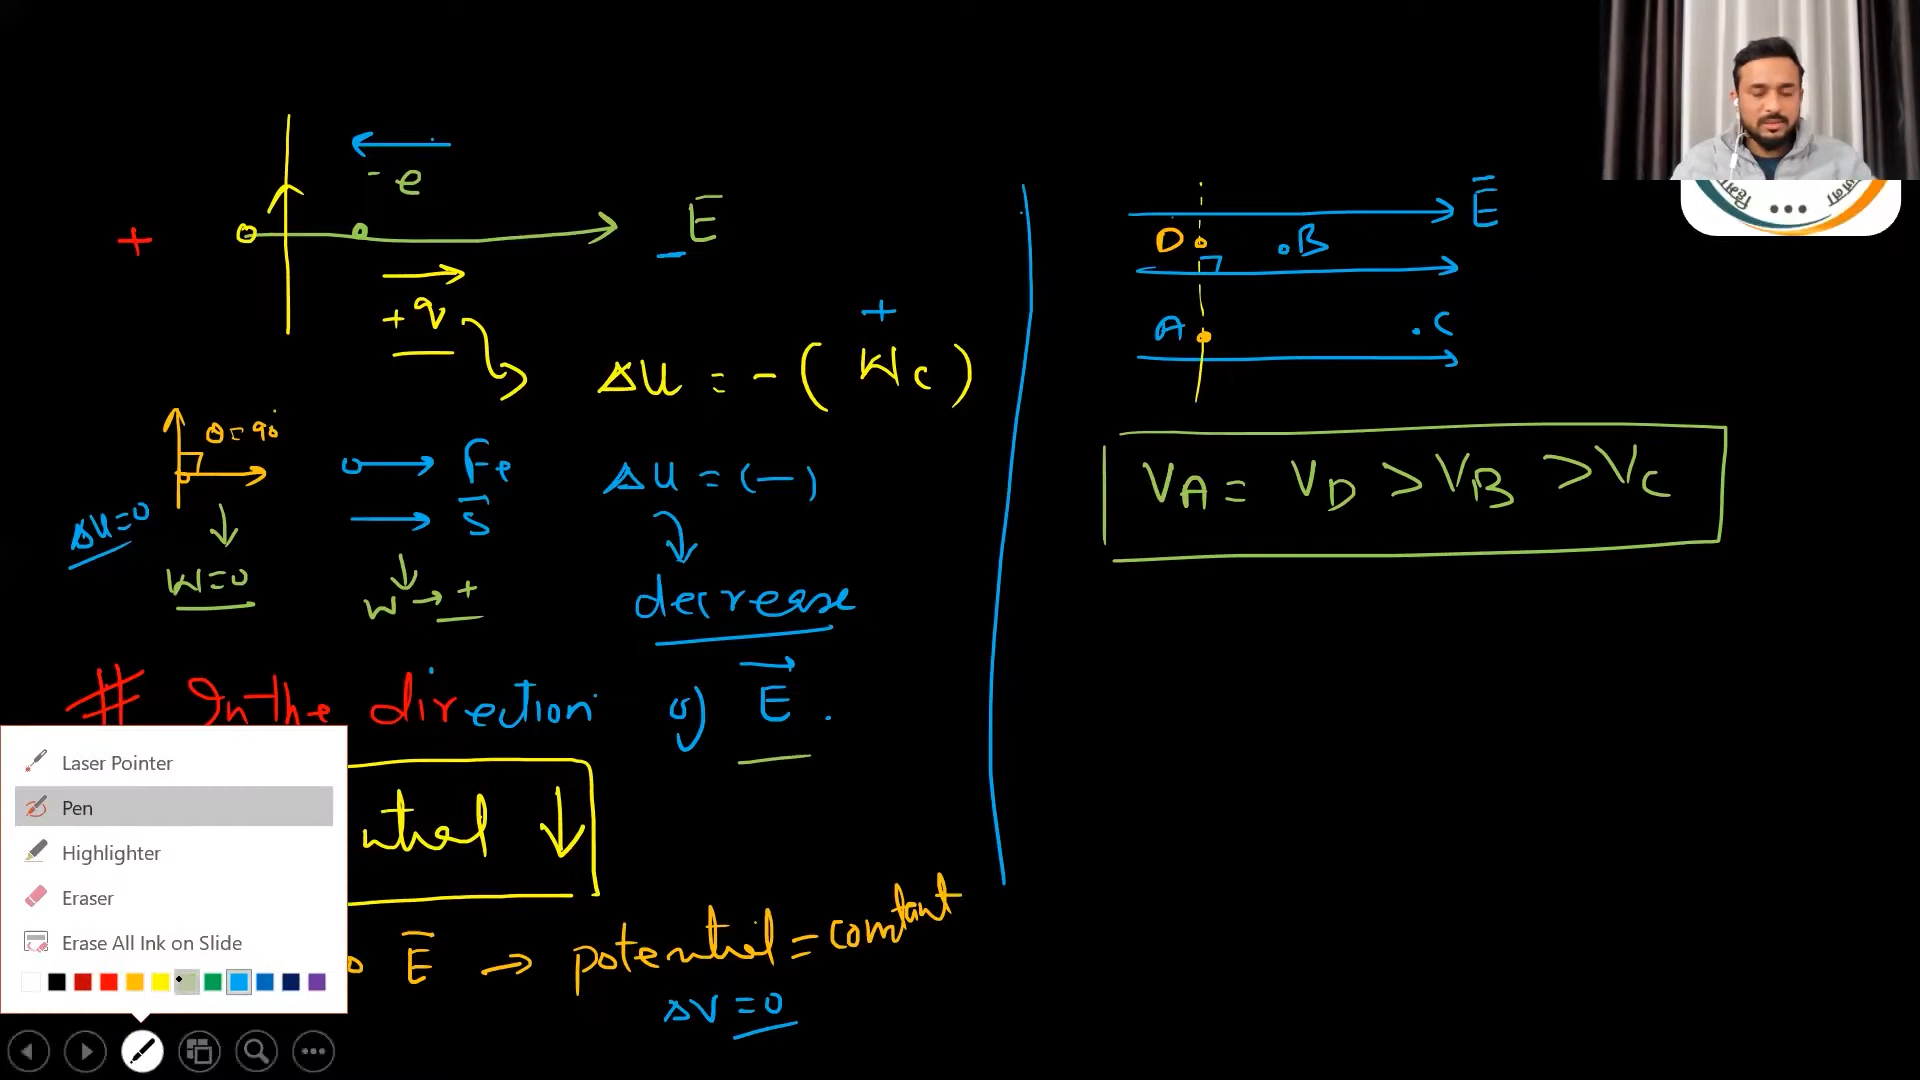 - e
+
E
+ q
ΔU = - ( Wc )
+
θ = 90°
Fe
S
ΔU = (-)
ΔU = 0
W = 0
W → +
decrease
# In the direction of E .
ntial ↓
E → potential = constant
ΔV = 0
E
D
B
A
C
VA = VD > VB > VC
Laser Pointer
Pen
Highlighter
Eraser
Erase All Ink on Slide